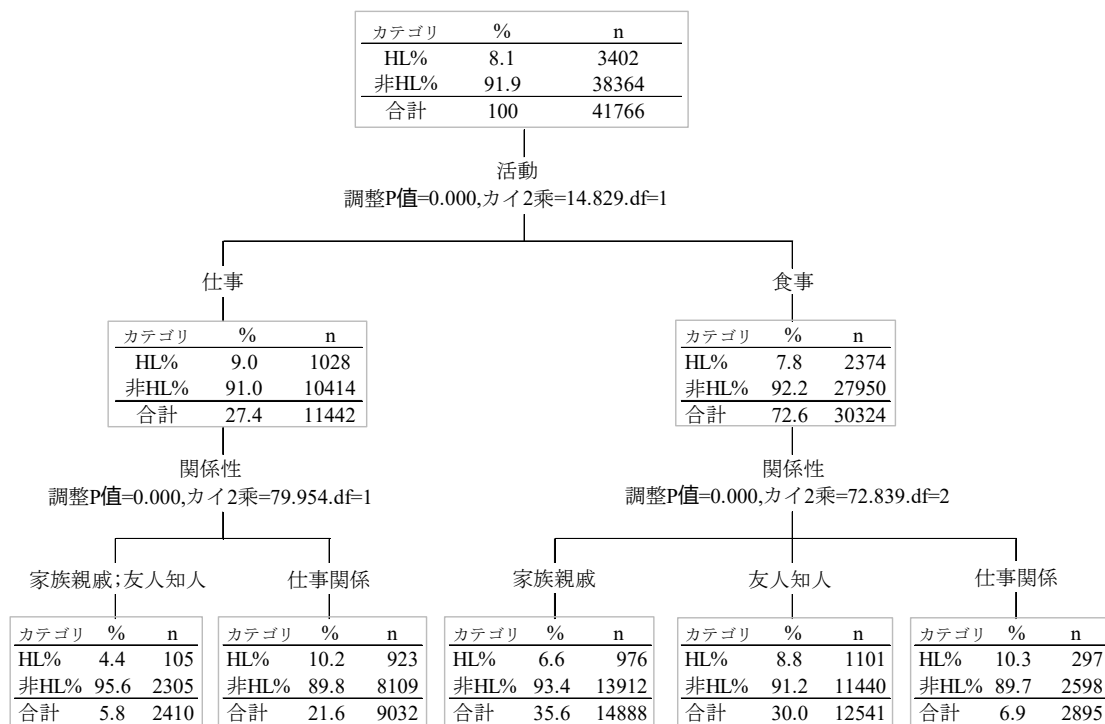 カテゴリ % n
HL% 8.1 3402
非HL% 91.9 38364
合計 100 41766
活動
調整P値=0.000,カイ2乗=14.829.df=1
仕事 食事
カテゴリ % n カテゴリ % n
HL% 9.0 1028 HL% 7.8 2374
非HL% 91.0 10414 非HL% 92.2 27950
合計 27.4 11442 合計 72.6 30324
関係性 関係性
調整P値=0.000,カイ2乗=79.954.df=1 調整P値=0.000,カイ2乗=72.839.df=2
家族親戚;友人知人 仕事関係 家族親戚 友人知人 仕事関係
カテゴリ % n カテゴリ % n カテゴリ % n カテゴリ % n カテゴリ % n
HL% 4.4 105 HL% 10.2 923 HL% 6.6 976 HL% 8.8 1101 HL% 10.3 297
非HL% 95.6 2305 非HL% 89.8 8109 非HL% 93.4 13912 非HL% 91.2 11440 非HL% 89.7 2598
合計 5.8 2410 合計 21.6 9032 合計 35.6 14888 合計 30.0 12541 合計 6.9 2895